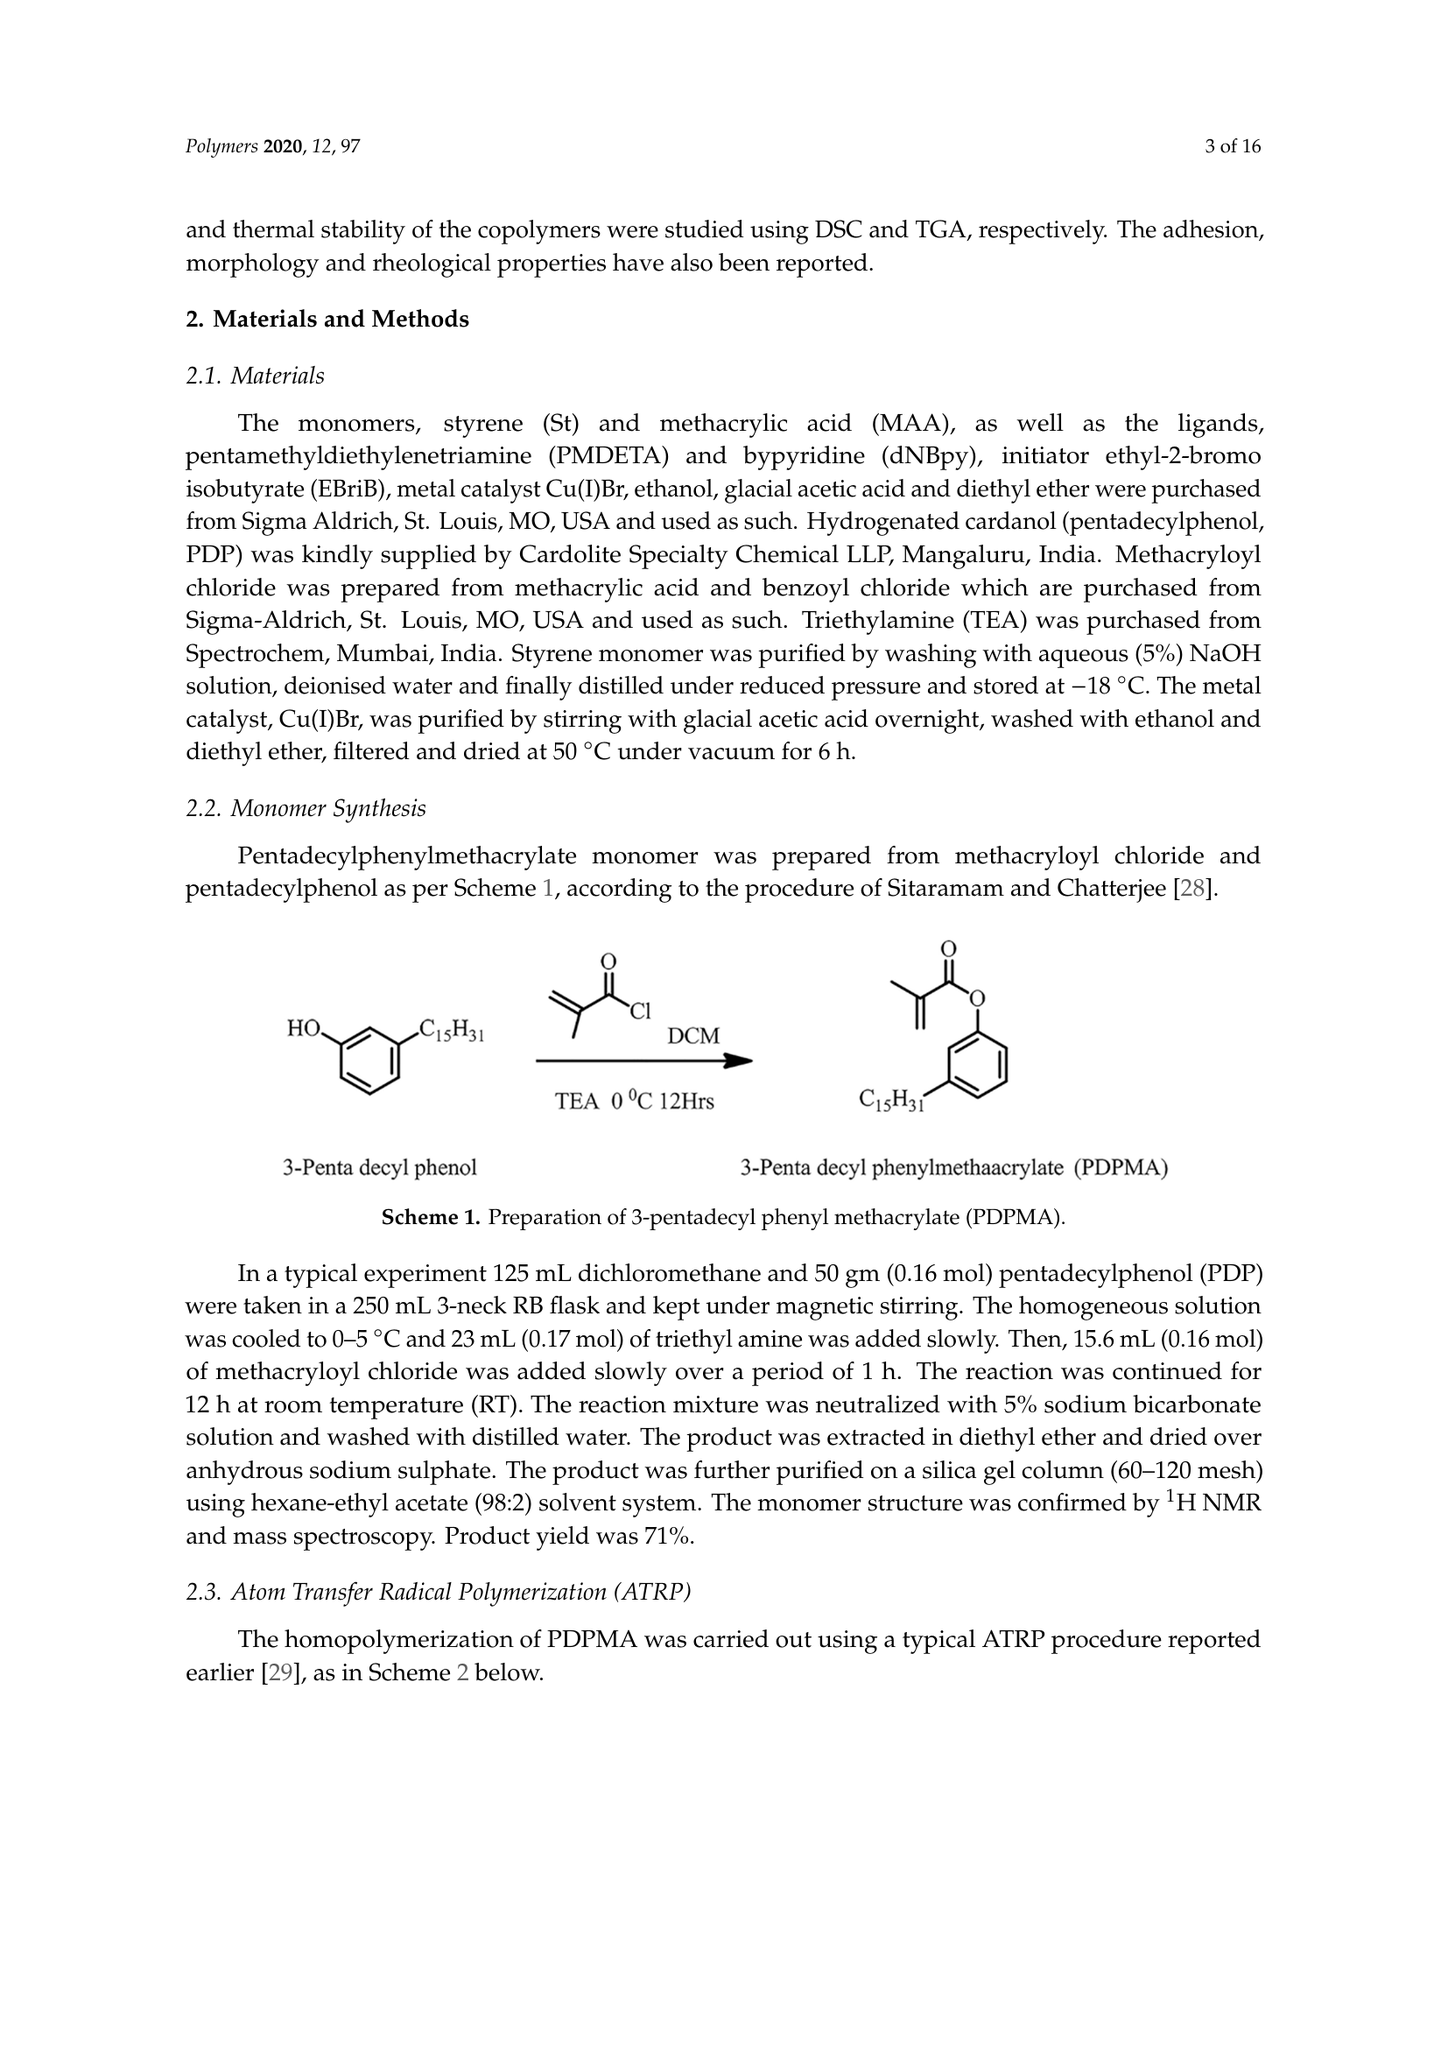 Polymers 2020, 12, 97
3 of 16
and thermal stability of the copolymers were studied using DSC and TGA, respectively. The adhesion,
morphology and rheological properties have also been reported.
2. Materials and Methods
2.1. Materials
The monomers, styrene (St) and methacrylic acid (MAA), as well as the ligands,
pentamethyldiethylenetriamine (PMDETA) and bypyridine (dNBpy), initiator ethyl-2-bromo
isobutyrate (EBriB), metal catalyst Cu(I)Br, ethanol, glacial acetic acid and diethyl ether were purchased
from Sigma Aldrich, St. Louis, MO, USA and used as such. Hydrogenated cardanol (pentadecylphenol,
PDP) was kindly supplied by Cardolite Specialty Chemical LLP, Mangaluru, India. Methacryloyl
chloride was prepared from methacrylic acid and benzoyl chloride which are purchased from
Sigma-Aldrich, St. Louis, MO, USA and used as such. Triethylamine (TEA) was purchased from
Spectrochem, Mumbai, India. Styrene monomer was purified by washing with aqueous (5%) NaOH
solution, deionised water and finally distilled under reduced pressure and stored at −18 °C. The metal
catalyst, Cu(I)Br, was purified by stirring with glacial acetic acid overnight, washed with ethanol and
diethyl ether, filtered and dried at 50 °C under vacuum for 6 h.
2.2. Monomer Synthesis
Pentadecylphenylmethacrylate monomer was prepared from methacryloyl chloride and
pentadecylphenol as per Scheme 1, according to the procedure of Sitaramam and Chatterjee [28].
HO
C₁₅H₃₁
O
Cl
DCM
TEA 0 ⁰C 12Hrs
O
O
C₁₅H₃₁
3-Penta decyl phenol
3-Penta decyl phenylmethaacrylate (PDPMA)
Scheme 1. Preparation of 3-pentadecyl phenyl methacrylate (PDPMA).
In a typical experiment 125 mL dichloromethane and 50 gm (0.16 mol) pentadecylphenol (PDP)
were taken in a 250 mL 3-neck RB flask and kept under magnetic stirring. The homogeneous solution
was cooled to 0–5 °C and 23 mL (0.17 mol) of triethyl amine was added slowly. Then, 15.6 mL (0.16 mol)
of methacryloyl chloride was added slowly over a period of 1 h. The reaction was continued for
12 h at room temperature (RT). The reaction mixture was neutralized with 5% sodium bicarbonate
solution and washed with distilled water. The product was extracted in diethyl ether and dried over
anhydrous sodium sulphate. The product was further purified on a silica gel column (60–120 mesh)
using hexane-ethyl acetate (98:2) solvent system. The monomer structure was confirmed by ¹H NMR
and mass spectroscopy. Product yield was 71%.
2.3. Atom Transfer Radical Polymerization (ATRP)
The homopolymerization of PDPMA was carried out using a typical ATRP procedure reported
earlier [29], as in Scheme 2 below.